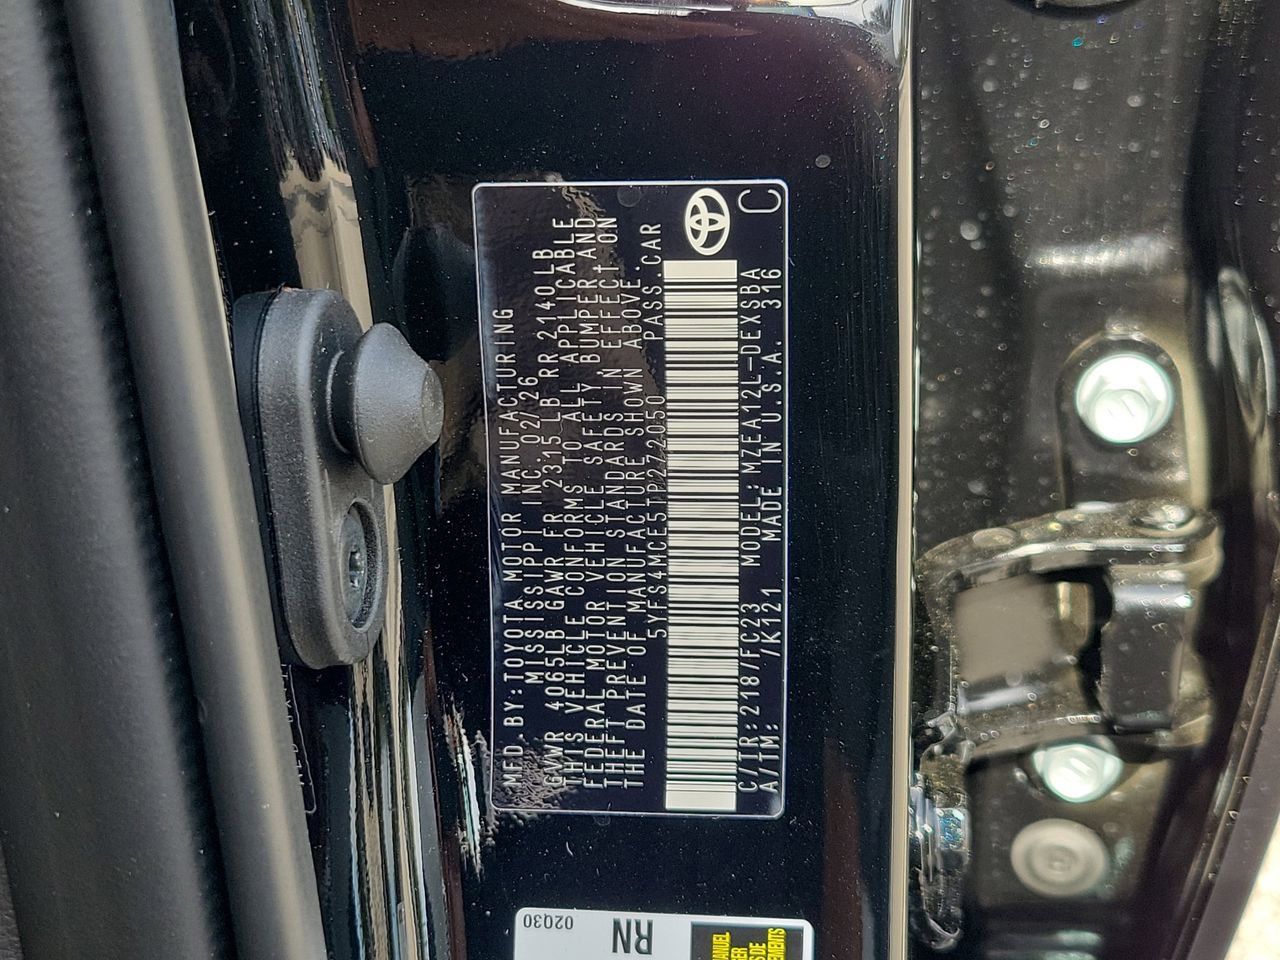 MFD.BY:TOYOTA MOTOR MANUFACTURING
MISSISSIPPI INC.02/26
GVWR 4065LB GAWR FR 2315LB RR 2140LB
THIS VEHICLE CONFORMS TO ALL APPLICABLE
FEDERAL MOTOR VEHICLE SAFETY,BUMPER,AND
THEFT PREVENTION STANDARDS IN EFFECT ON
THE DATE OF MANUFACTURE SHOWN ABOVE.
5YFS4MCE5TP272050 PASS.CAR
C/TR:2187/FC23 MODEL:MZEA12L-DEXSBA
A/TM: /K121 MADE IN U.S.A. 316
C
02Q30
RN